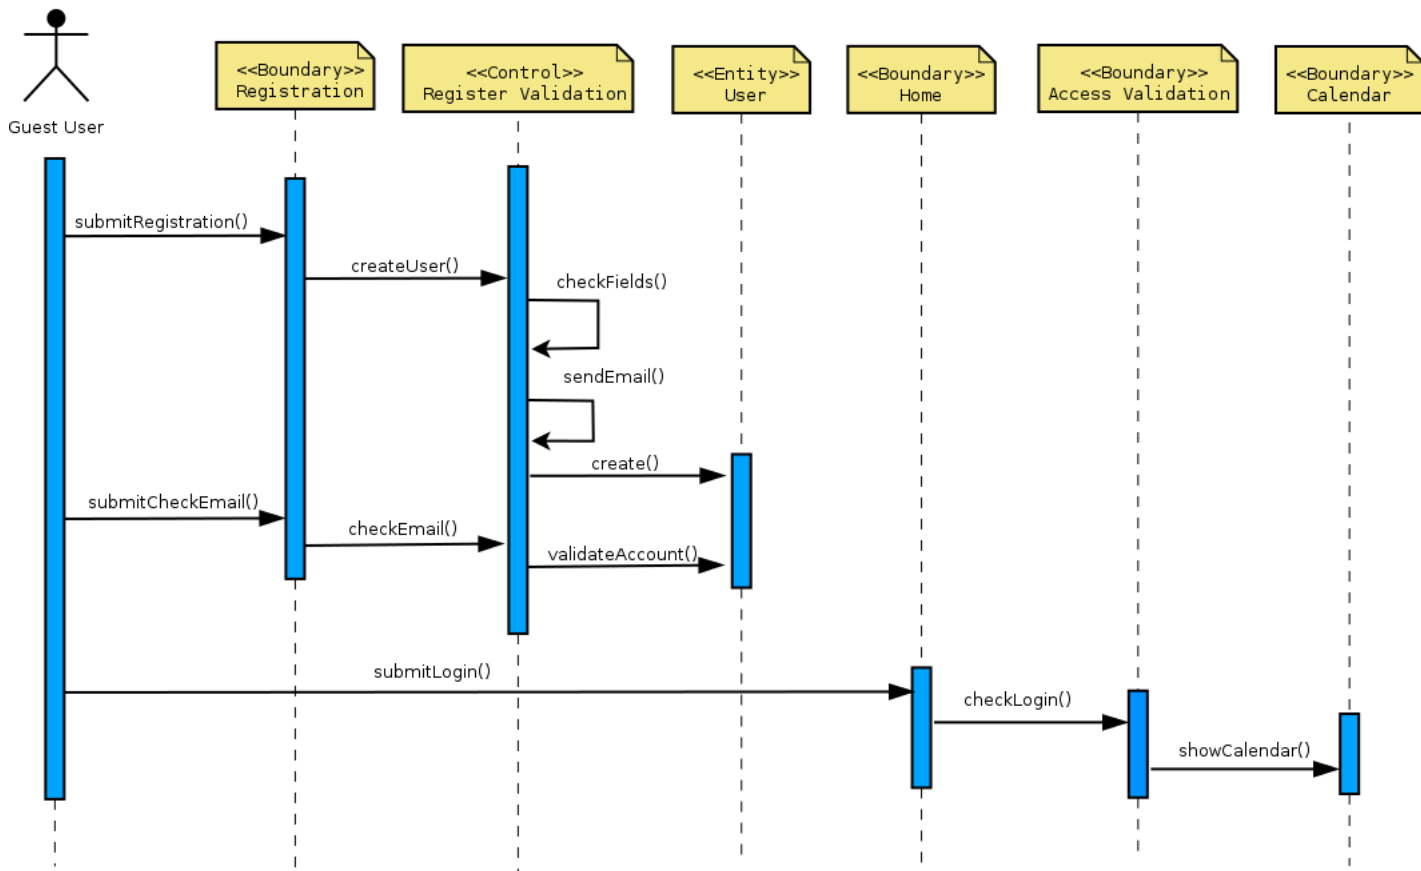 Guest User
<<Boundary>>
Registration
<<Control>>
Register Validation
<<Entity>>
User
<<Boundary>>
Home
<<Boundary>>
Access Validation
<<Boundary>>
Calendar
submitRegistration()
createUser()
checkFields()
sendEmail()
create()
submitCheckEmail()
checkEmail()
validateAccount()
submitLogin()
checkLogin()
showCalendar()